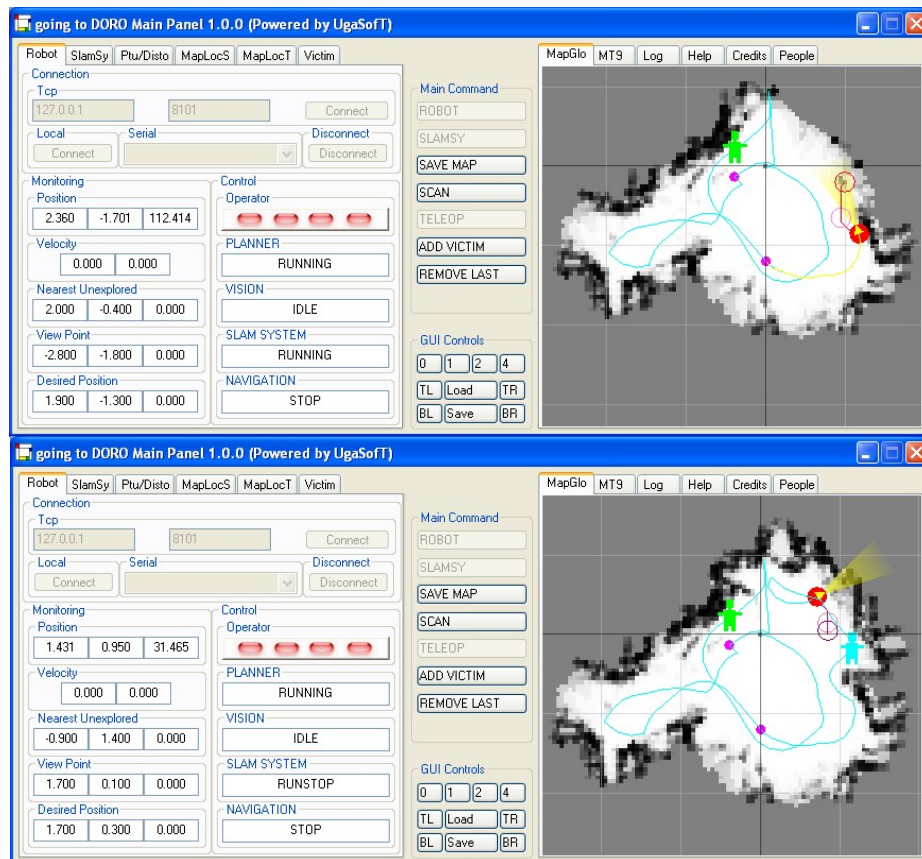 going to DORO Main Panel 1.0.0 (Powered by UgaSofT)
Robot SlamSy Ptu/Disto MapLocS MapLocT Victim
MapGlo MT9 Log Help Credits People
Connection
Tcp
127.0.0.1 8101 Connect
Local Serial Disconnect
Connect Disconnect
Main Command
ROBOT
SLAMSY
SAVE MAP
SCAN
TELEOP
ADD VICTIM
REMOVE LAST
Monitoring Control
Position Operator
2.360 -1.701 112.414
Velocity PLANNER
0.000 0.000 RUNNING
Nearest Unexplored VISION
2.000 -0.400 0.000 IDLE
View Point SLAM SYSTEM
-2.800 -1.800 0.000 RUNNING
Desired Position NAVIGATION
1.900 -1.300 0.000 STOP
GUI Controls
0 1 2 4
TL Load TR
BL Save BR
going to DORO Main Panel 1.0.0 (Powered by UgaSofT)
Robot SlamSy Ptu/Disto MapLocS MapLocT Victim
MapGlo MT9 Log Help Credits People
Connection
Tcp
127.0.0.1 8101 Connect
Local Serial Disconnect
Connect Disconnect
Main Command
ROBOT
SLAMSY
SAVE MAP
SCAN
TELEOP
ADD VICTIM
REMOVE LAST
Monitoring Control
Position Operator
1.431 0.950 31.465
Velocity PLANNER
0.000 0.000 RUNNING
Nearest Unexplored VISION
-0.900 1.400 0.000 IDLE
View Point SLAM SYSTEM
1.700 0.100 0.000 RUNSTOP
Desired Position NAVIGATION
1.700 0.300 0.000 STOP
GUI Controls
0 1 2 4
TL Load TR
BL Save BR